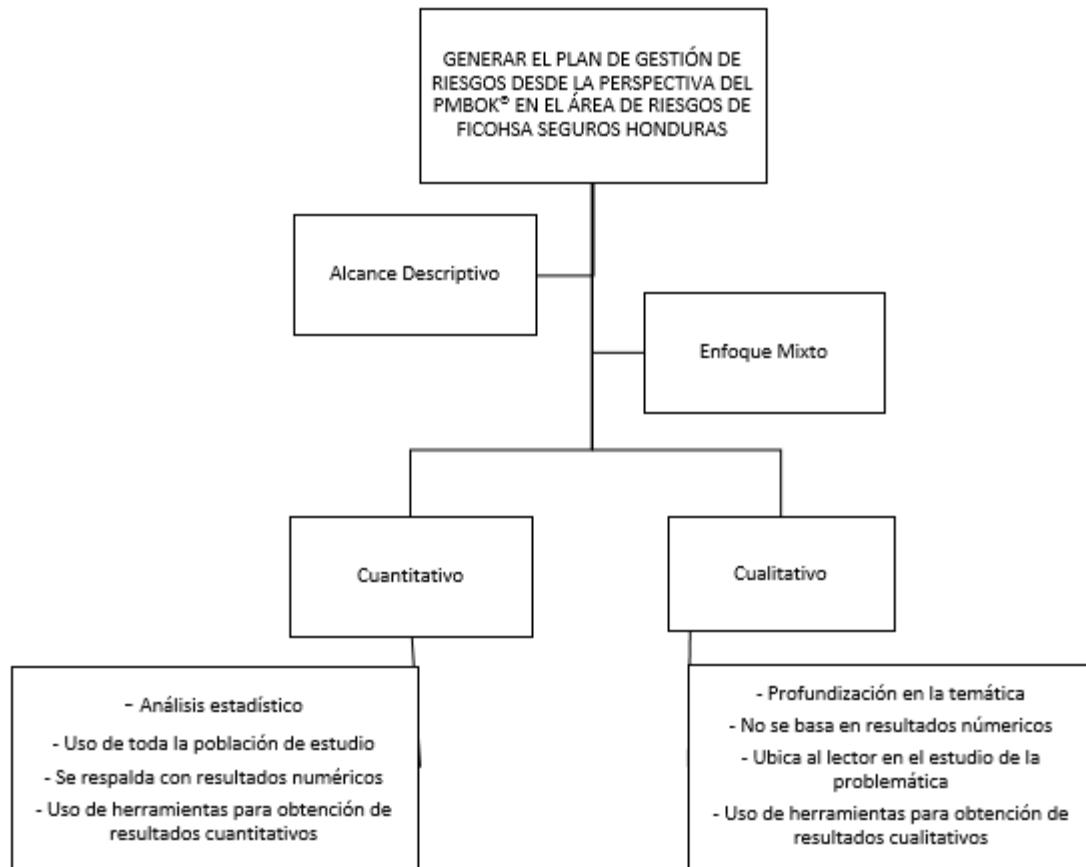 GENERAR EL PLAN DE GESTIÓN DE
RIESGOS DESDE LA PERSPECTIVA DEL
PMBOK® EN EL ÁREA DE RIESGOS DE
FICOHSA SEGUROS HONDURAS
Alcance Descriptivo
Enfoque Mixto
Cuantitativo
Cualitativo
- Análisis estadístico
- Uso de toda la población de estudio
- Se respalda con resultados numéricos
- Uso de herramientas para obtención de
resultados cuantitativos
- Profundización en la temática
- No se basa en resultados númericos
- Ubica al lector en el estudio de la
problemática
- Uso de herramientas para obtención de
resultados cualitativos